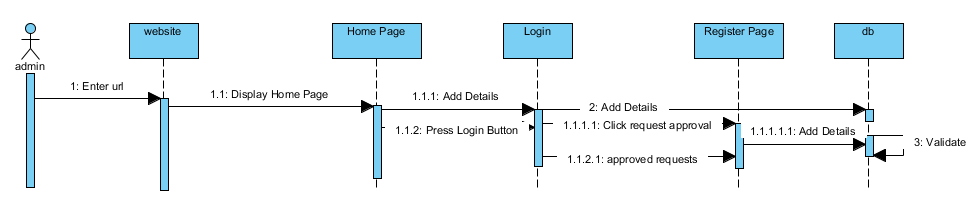 website
Home Page
Login
Register Page
db
admin
1: Enter url
1.1: Display Home Page
1.1.1: Add Details
2: Add Details
1.1.2: Press Login Button
1.1.1.1: Click request approval
1.1.1.1.1: Add Details
3: Validate
1.1.2.1: approved requests